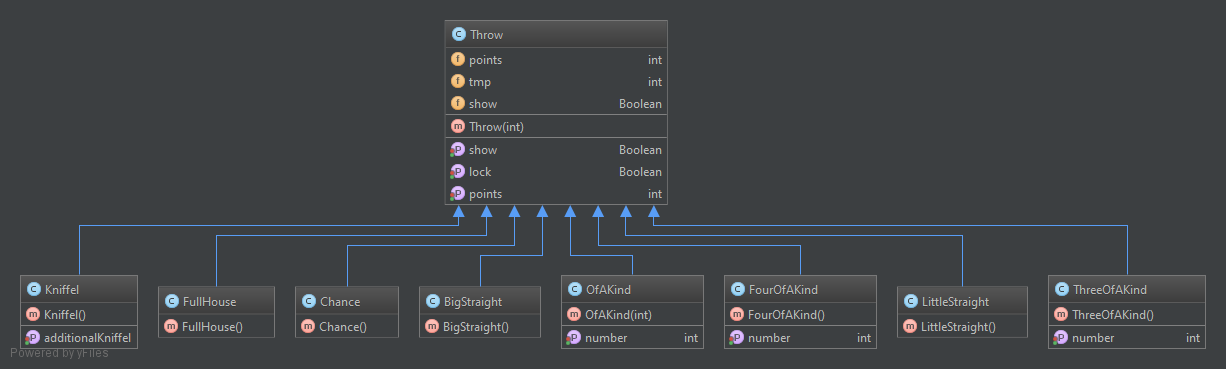 C Throw
f points int
f tmp int
f show Boolean
m Throw(int)
P show Boolean
P lock Boolean
P points int
C Kniffel
m Kniffel()
P additionalKniffel
C FullHouse
m FullHouse()
C Chance
m Chance()
C BigStraight
m BigStraight()
C OfAKind
m OfAKind(int)
P number int
C FourOfAKind
m FourOfAKind()
P number int
C LittleStraight
m LittleStraight()
C ThreeOfAKind
m ThreeOfAKind()
P number int
Powered by yFiles